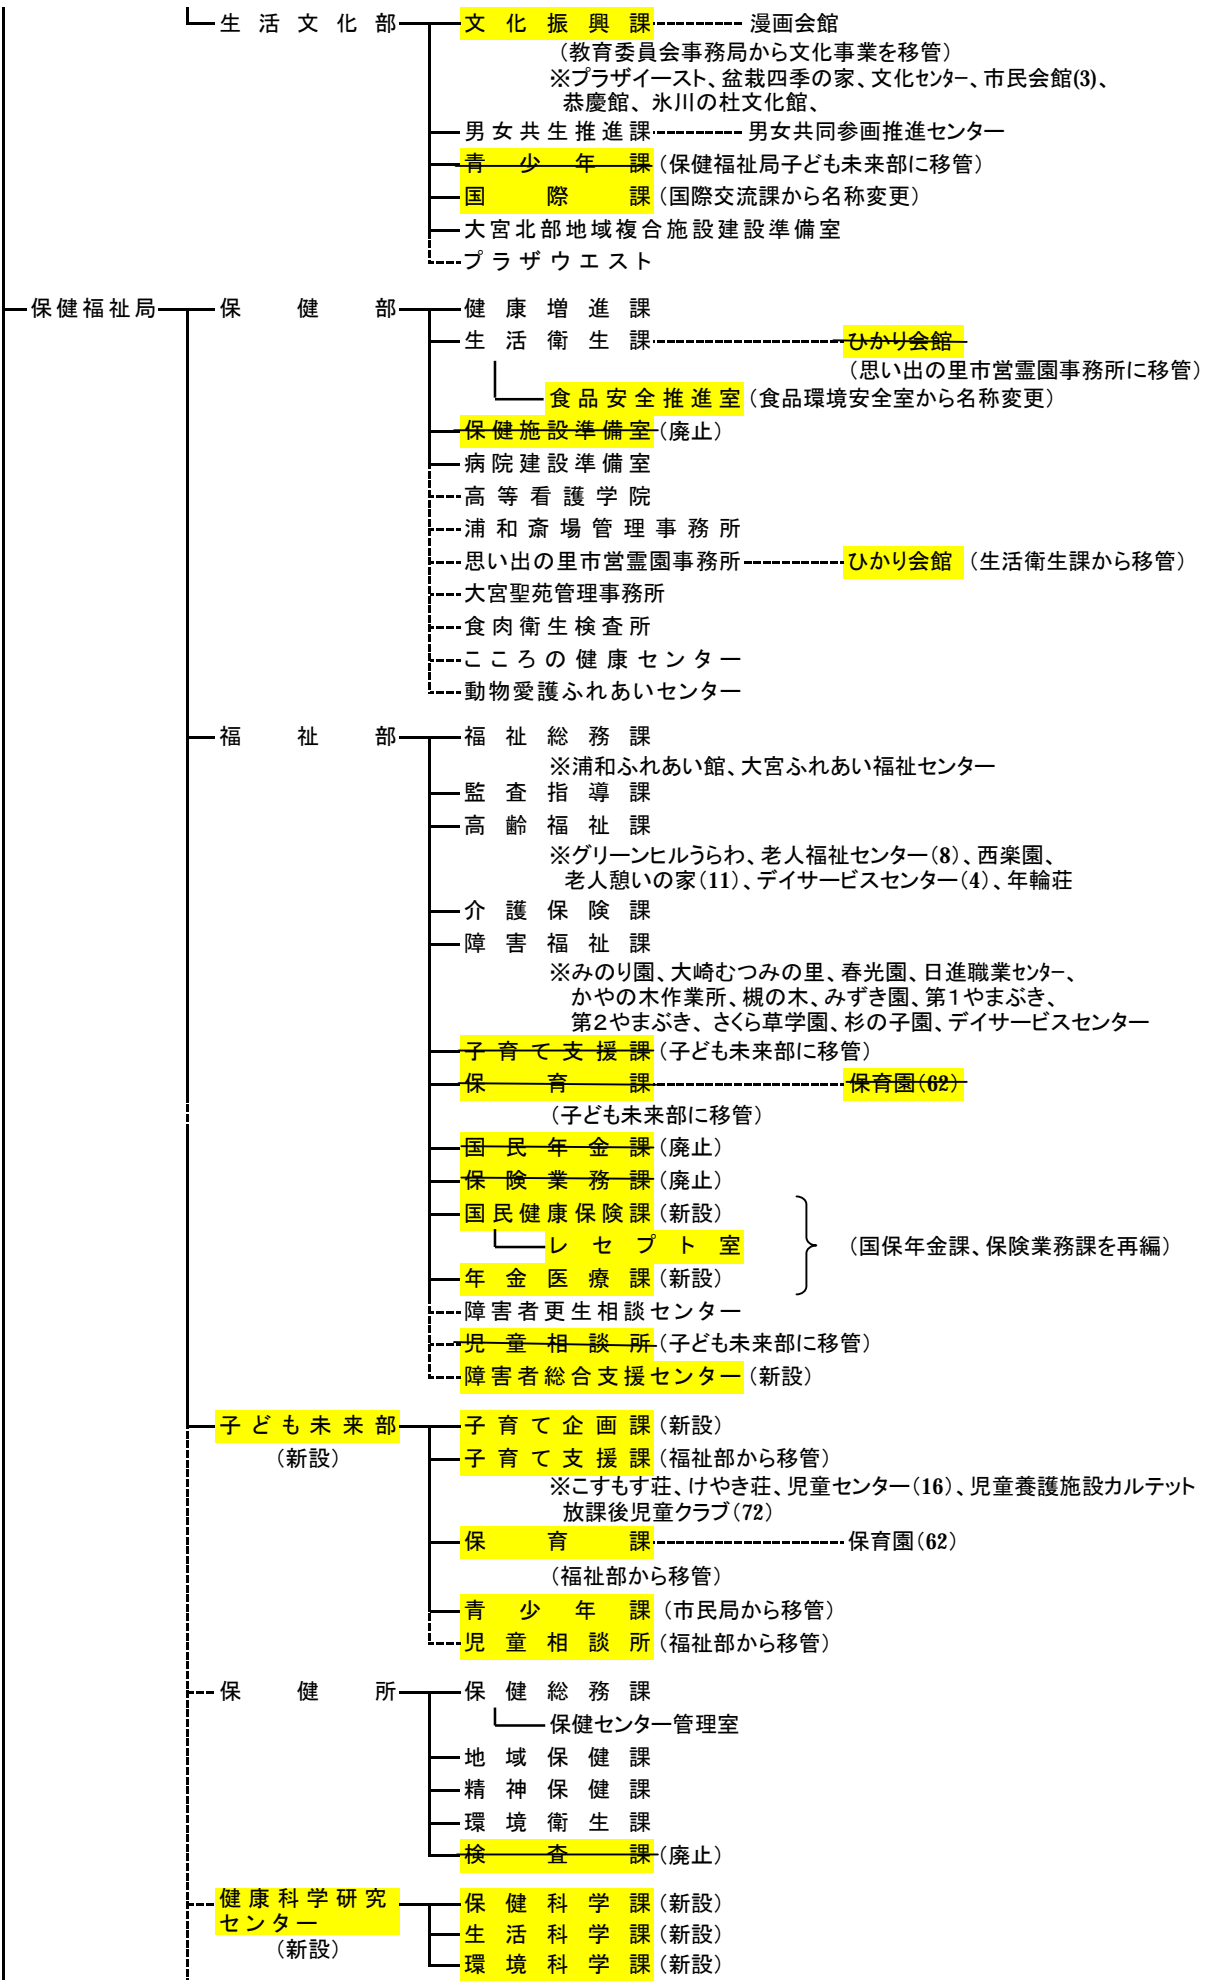 生活文化部 文化振興課 漫画会館
（教育委員会事務局から文化事業を移管）
※プラザイースト、盆栽四季の家、文化センター、市民会館(3)、
恭慶館、氷川の杜文化館、
男女共生推進課 男女共同参画推進センター
青少年課（保健福祉局子ども未来部に移管）
国際課（国際交流課から名称変更）
大宮北部地域複合施設建設準備室
プラザウエスト
保健福祉局 保健部 健康増進課
生活衛生課 ひかり会館
（思い出の里市営霊園事務所に移管）
食品安全推進室（食品環境安全室から名称変更）
保健施設準備室（廃止）
病院建設準備室
高等看護学院
浦和斎場管理事務所
思い出の里市営霊園事務所 ひかり会館（生活衛生課から移管）
大宮聖苑管理事務所
食肉衛生検査所
こころの健康センター
動物愛護ふれあいセンター
福祉部 福祉総務課
※浦和ふれあい館、大宮ふれあい福祉センター
監査指導課
高齢福祉課
※グリーンヒルうらわ、老人福祉センター（8）、西楽園、
老人憩いの家（11）、デイサービスセンター（4）、年輪荘
介護保険課
障害福祉課
※みのり園、大崎むつみの里、春光園、日進職業センター、
かやの木作業所、槻の木、みずき園、第１やまぶき、
第２やまぶき、さくら草学園、杉の子園、デイサービスセンター
子育て支援課（子ども未来部に移管）
保育課 保育園（62）
（子ども未来部に移管）
国民年金課（廃止）
保険業務課（廃止）
国民健康保険課（新設）
レセプト室 （国保年金課、保険業務課を再編）
年金医療課（新設）
障害者更生相談センター
児童相談所（子ども未来部に移管）
障害者総合支援センター（新設）
子ども未来部 子育て企画課（新設）
（新設） 子育て支援課（福祉部から移管）
※こすもす荘、けやき荘、児童センター（16）、児童養護施設カルテット
放課後児童クラブ（72）
保育課 保育園（62）
（福祉部から移管）
青少年課（市民局から移管）
児童相談所（福祉部から移管）
保健所 保健総務課
保健センター管理室
地域保健課
精神保健課
環境衛生課
検査課（廃止）
健康科学研究 保健科学課（新設）
センター 生活科学課（新設）
（新設） 環境科学課（新設）